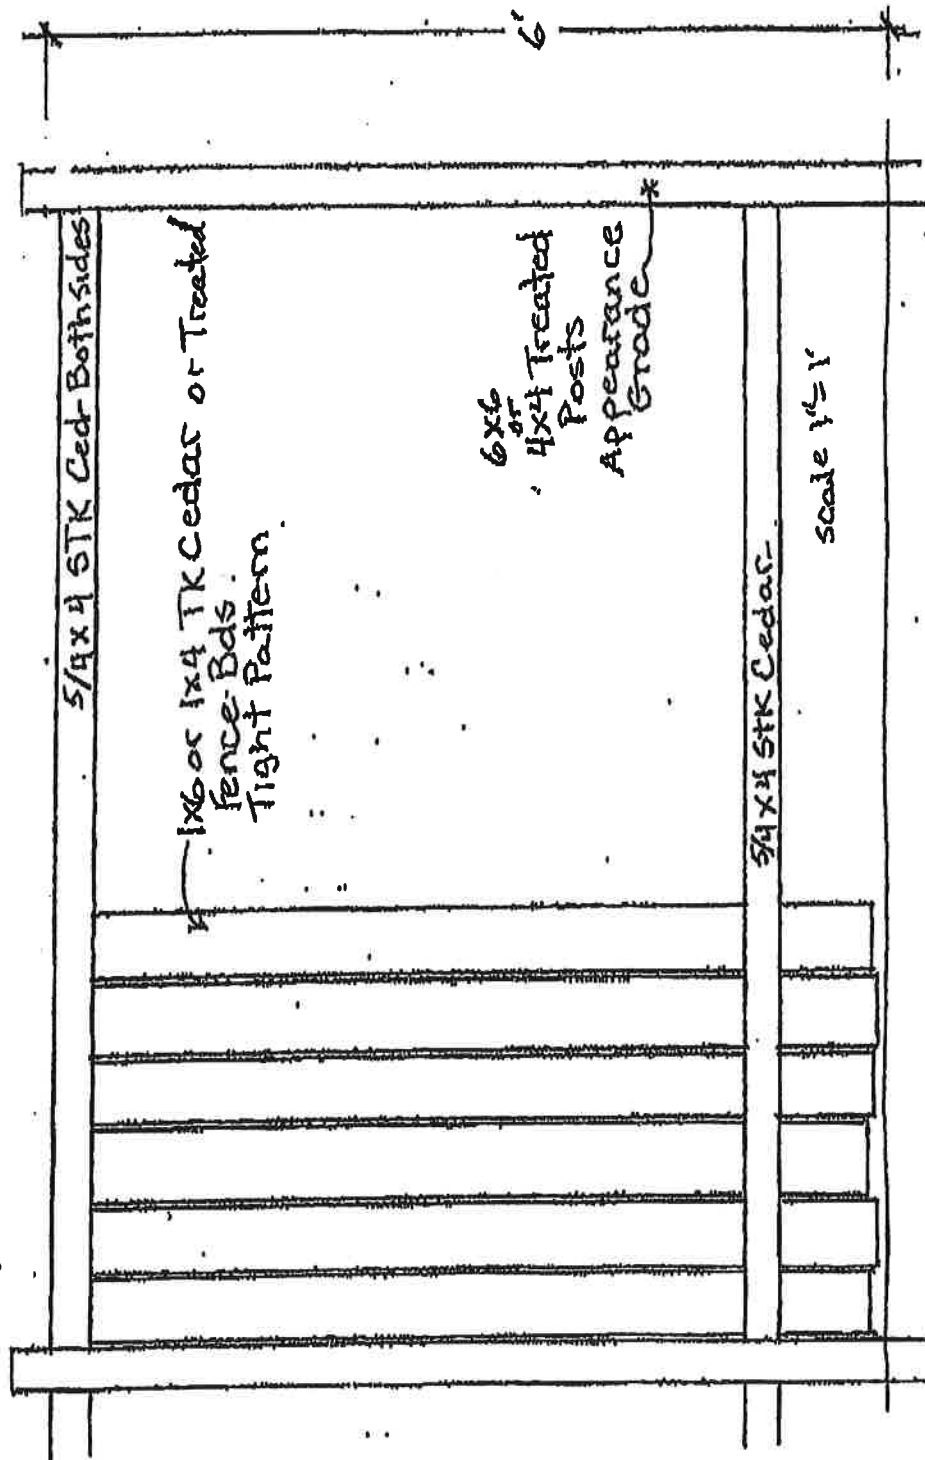 6'
5/4x4 STK Ced-Both sides
1x6 or 1x4 TK Cedar or Treated
Fence-Bds.
Tight Pattern
6x6
or
4x4 Treated
Posts
Appearance
Grade
5/4x4 STK Cedar
scale 1"=1'